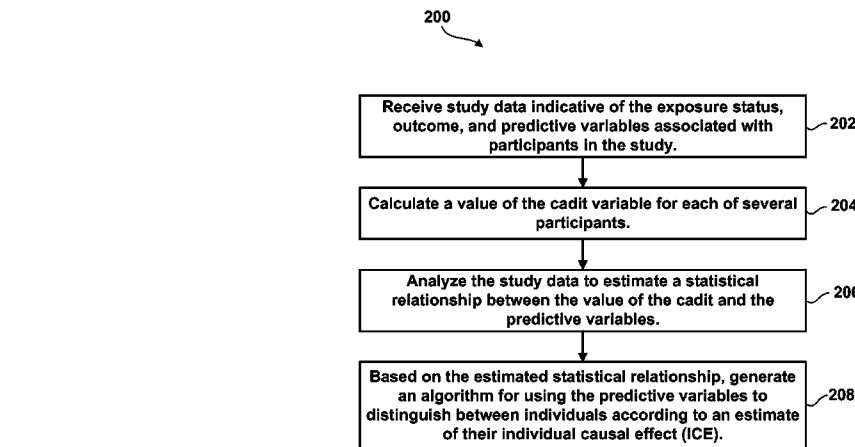 200
Receive study data indicative of the exposure status,
outcome, and predictive variables associated with
participants in the study.
202
Calculate a value of the cadit variable for each of several
participants.
204
Analyze the study data to estimate a statistical
relationship between the value of the cadit and the
predictive variables.
206
Based on the estimated statistical relationship, generate
an algorithm for using the predictive variables to
distinguish between individuals according to an estimate
of their individual causal effect (ICE).
208